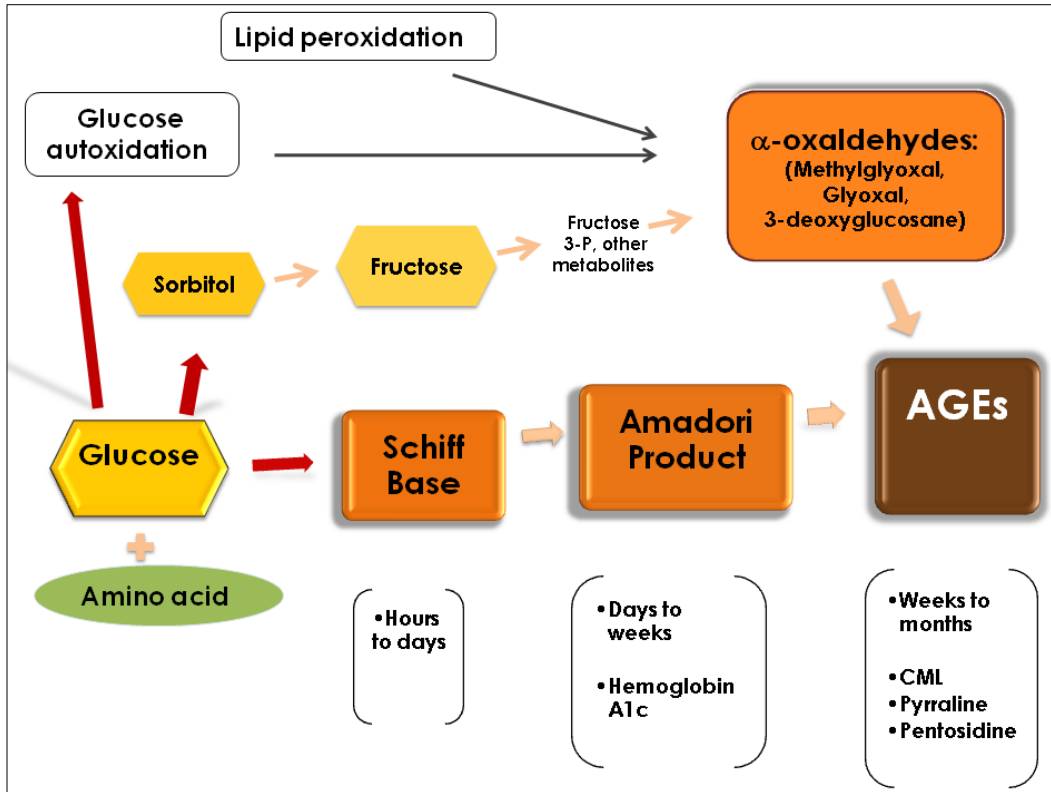 Lipid peroxidation
Glucose
autoxidation
α-oxaldehydes:
(Methylglyoxal,
Glyoxal,
3-deoxyglucosane)
Sorbitol
Fructose
Fructose
3-P, other
metabolites
Glucose
Schiff
Base
Amadori
Product
AGEs
Amino acid
•Hours
to days
•Days to
weeks
•Hemoglobin
A1c
•Weeks to
months
•CML
•Pyrraline
•Pentosidine